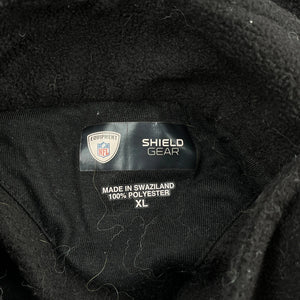 EQUIPMENT
NFL
SHIELD
GEAR
MADE IN SWAZILAND
100% POLYESTER
XL